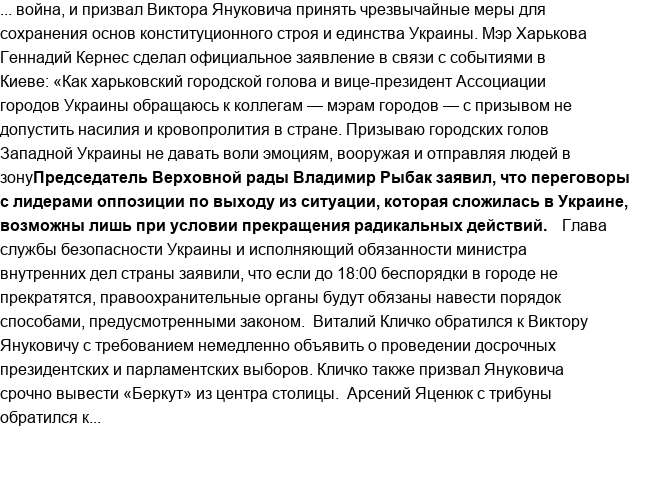 ... война, и призвал Виктора Януковича принять чрезвычайные меры для
сохранения основ конституционного строя и единства Украины. Мэр Харькова
Геннадий Кернес сделал официальное заявление в связи с событиями в
Киеве: «Как харьковский городской голова и вице-президент Ассоциации
городов Украины обращаюсь к коллегам — мэрам городов — с призывом не
допустить насилия и кровопролития в стране. Призываю городских голов
Западной Украины не давать воли эмоциям, вооружая и отправляя людей в
зонуПредседатель Верховной рады Владимир Рыбак заявил, что переговоры
с лидерами оппозиции по выходу из ситуации, которая сложилась в Украине,
возможны лишь при условии прекращения радикальных действий. Глава
службы безопасности Украины и исполняющий обязанности министра
внутренних дел страны заявили, что если до 18:00 беспорядки в городе не
прекратятся, правоохранительные органы будут обязаны навести порядок
способами, предусмотренными законом. Виталий Кличко обратился к Виктору
Януковичу с требованием немедленно объявить о проведении досрочных
президентских и парламентских выборов. Кличко также призвал Януковича
срочно вывести «Беркут» из центра столицы. Арсений Яценюк с трибуны
обратился к...